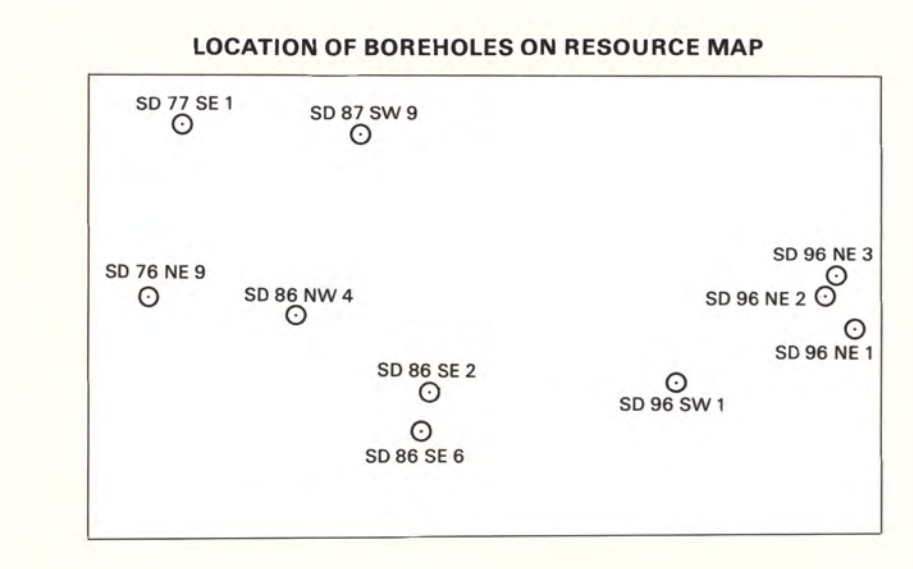 LOCATION OF BOREHOLES ON RESOURCE MAP
SD 77 SE 1
SD 87 SW 9
SD 96 NE 3
SD 76 NE 9
SD 86 NW 4
SD 96 NE 2
SD 96 NE 1
SD 86 SE 2
SD 96 SW 1
SD 86 SE 6